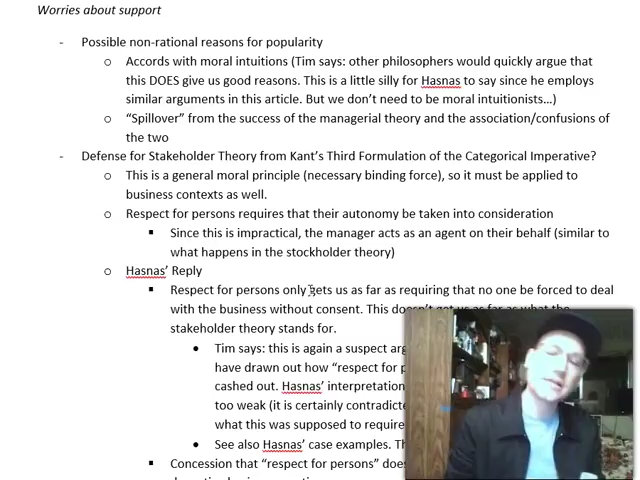 Worries about support
- Possible non-rational reasons for popularity
o Accords with moral intuitions (Tim says: other philosophers would quickly argue that
this DOES give us good reasons. This is a little silly for Hasnas to say since he employs
similar arguments in this article. But we don't need to be moral intuitionists…)
o "Spillover" from the success of the managerial theory and the association/confusions of
the two
- Defense for Stakeholder Theory from Kant's Third Formulation of the Categorical Imperative?
o This is a general moral principle (necessary binding force), so it must be applied to
business contexts as well.
o Respect for persons requires that their autonomy be taken into consideration
▪ Since this is impractical, the manager acts as an agent on their behalf (similar to
what happens in the stockholder theory)
o Hasnas' Reply
▪ Respect for persons only gets us as far as requiring that no one be forced to deal
with the business without consent. This doesn't get us as far as what the
stakeholder theory stands for.
• Tim says: this is again a suspect
have drawn out how "respect for
cashed out. Hasnas' interpretation
too weak (it is certainly
what this was supposed to require
• See also Hasnas' case examples.
▪ Concession that "respect for persons"